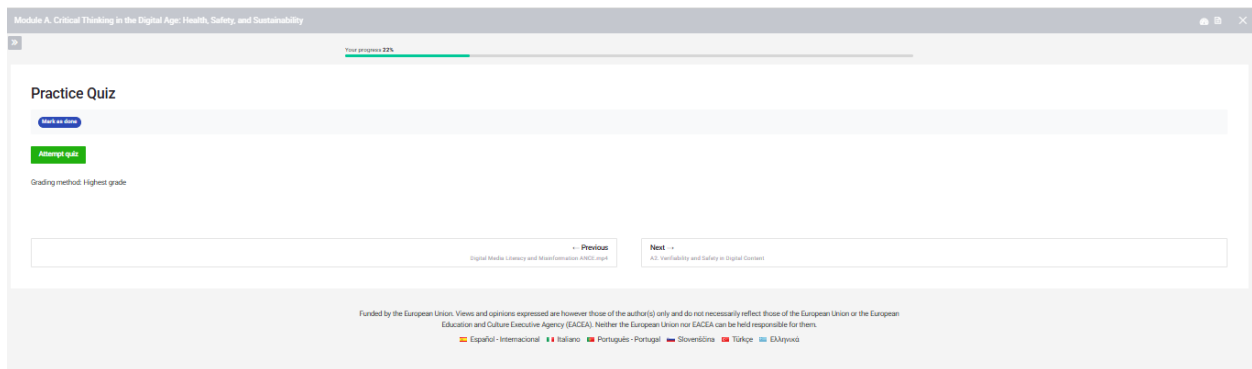 Module A. Critical Thinking in the Digital Age: Health, Safety, and Sustainability
Your progress 22%
Practice Quiz
Mark as done
Attempt quiz
Grading method: Highest grade
← Previous
Digital Media Literacy and Misinformation ANCE.mp4
Next →
A2. Verifiability and Safety in Digital Content
Funded by the European Union. Views and opinions expressed are however those of the author(s) only and do not necessarily reflect those of the European Union or the European
Education and Culture Executive Agency (EACEA). Neither the European Union nor EACEA can be held responsible for them.
Español - Internacional Italiano Português - Portugal Slovenščina Türkçe Ελληνικά